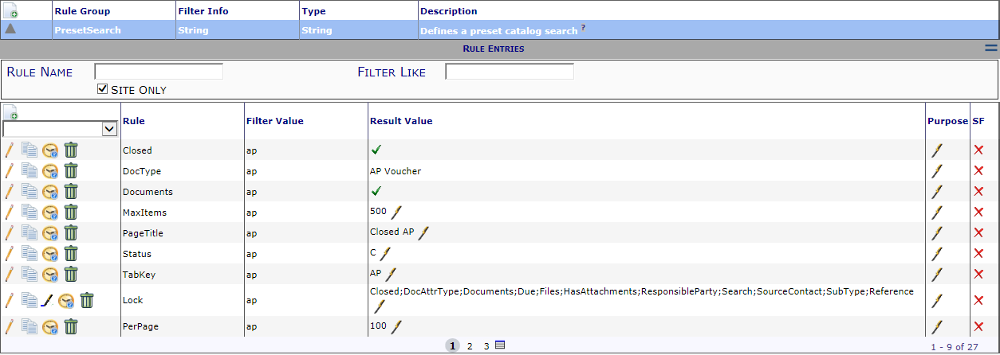 Rule Group Filter Info Type Description
PresetSearch String String Defines a preset catalog search ?
RULE ENTRIES
RULE NAME FILTER LIKE
SITE ONLY
Rule Filter Value Result Value Purpose SF
Closed ap
DocType ap AP Voucher
Documents ap
MaxItems ap 500
PageTitle ap Closed AP
Status ap C
TabKey ap AP
Lock ap Closed;DocAttrType;Documents;Due;Files;HasAttachments;ResponsibleParty;Search;SourceContact;SubType;Reference
PerPage ap 100
1 2 3 1 - 9 of 27